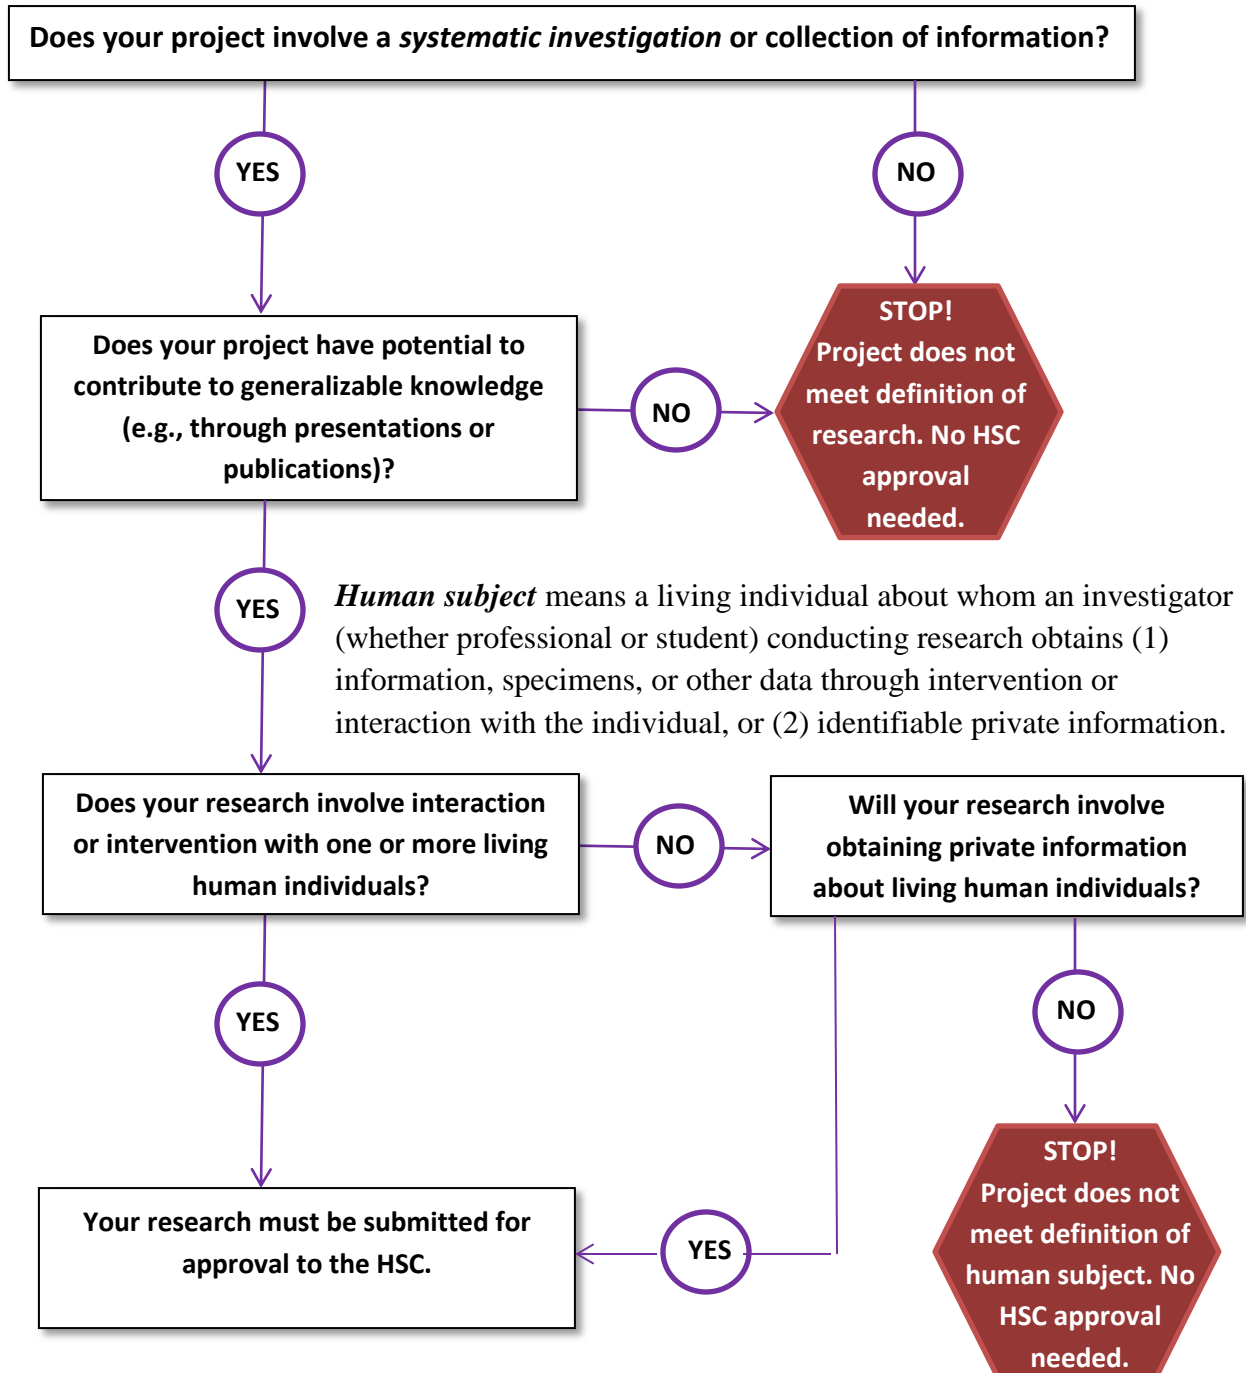 Does your project involve a systematic investigation or collection of information?
YES
NO
Does your project have potential to
contribute to generalizable knowledge
(e.g., through presentations or
publications)?
NO
STOP!
Project does not
meet definition of
research. No HSC
approval
needed.
YES
Human subject means a living individual about whom an investigator
(whether professional or student) conducting research obtains (1)
information, specimens, or other data through intervention or
interaction with the individual, or (2) identifiable private information.
Does your research involve interaction
or intervention with one or more living
human individuals?
NO
Will your research involve
obtaining private information
about living human individuals?
YES
NO
Your research must be submitted for
approval to the HSC.
YES
STOP!
Project does not
meet definition of
human subject. No
HSC approval
needed.